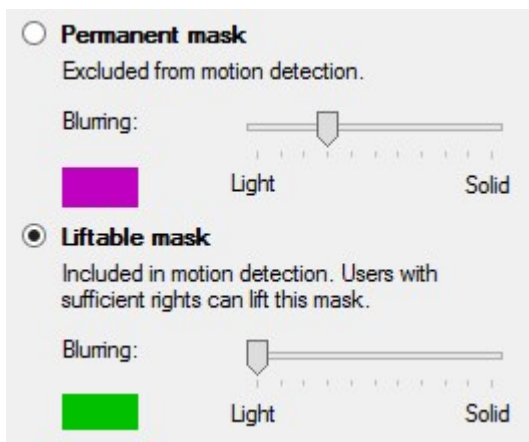 Permanent mask
Excluded from motion detection.
Blurring:
Light Solid
Liftable mask
Included in motion detection. Users with
sufficient rights can lift this mask.
Blurring:
Light Solid